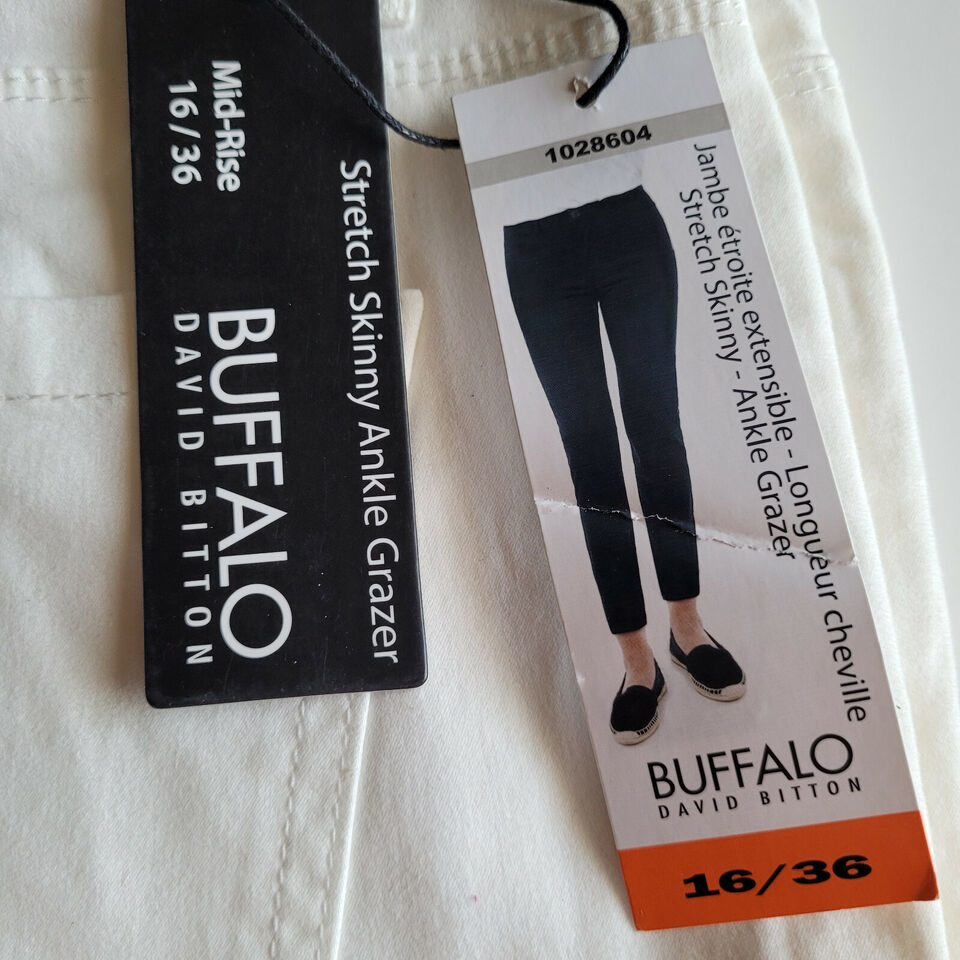 Mid-Rise
16/36
Stretch Skinny Ankle Grazer
BUFFALO
DAVID BITTON
1028604
Jambe étroite extensible - Longueur cheville
Stretch Skinny - Ankle Grazer
BUFFALO
DAVID BITTON
16/36